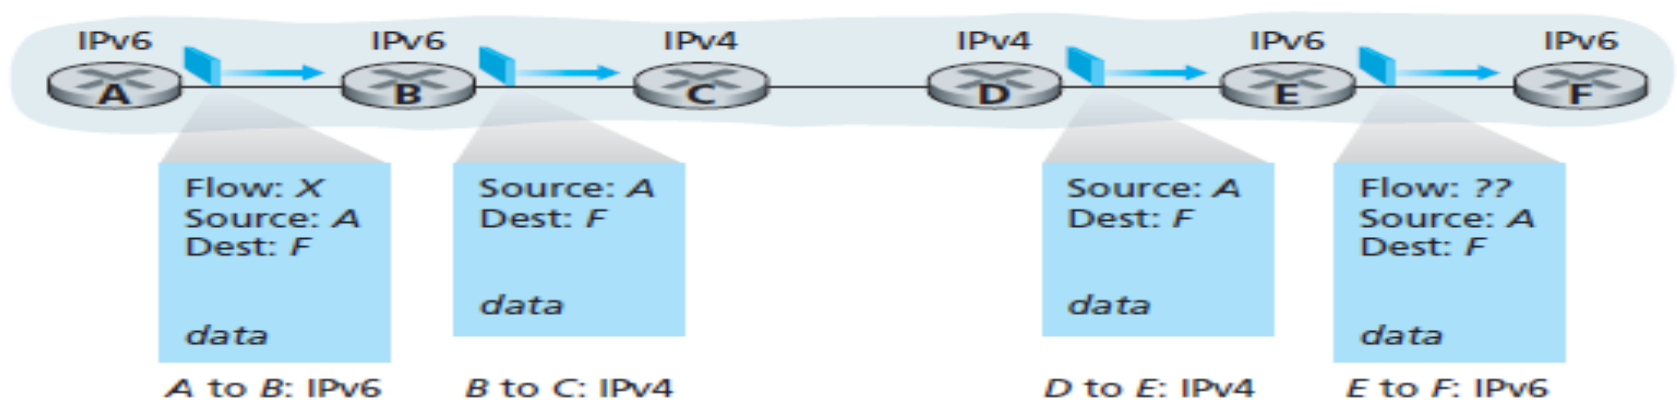 IPv6 IPv6 IPv4 IPv4 IPv6 IPv6
A B C D E F
Flow: X
Source: A
Dest: F
data
A to B: IPv6
Source: A
Dest: F
data
B to C: IPv4
Source: A
Dest: F
data
D to E: IPv4
Flow: ??
Source: A
Dest: F
data
E to F: IPv6